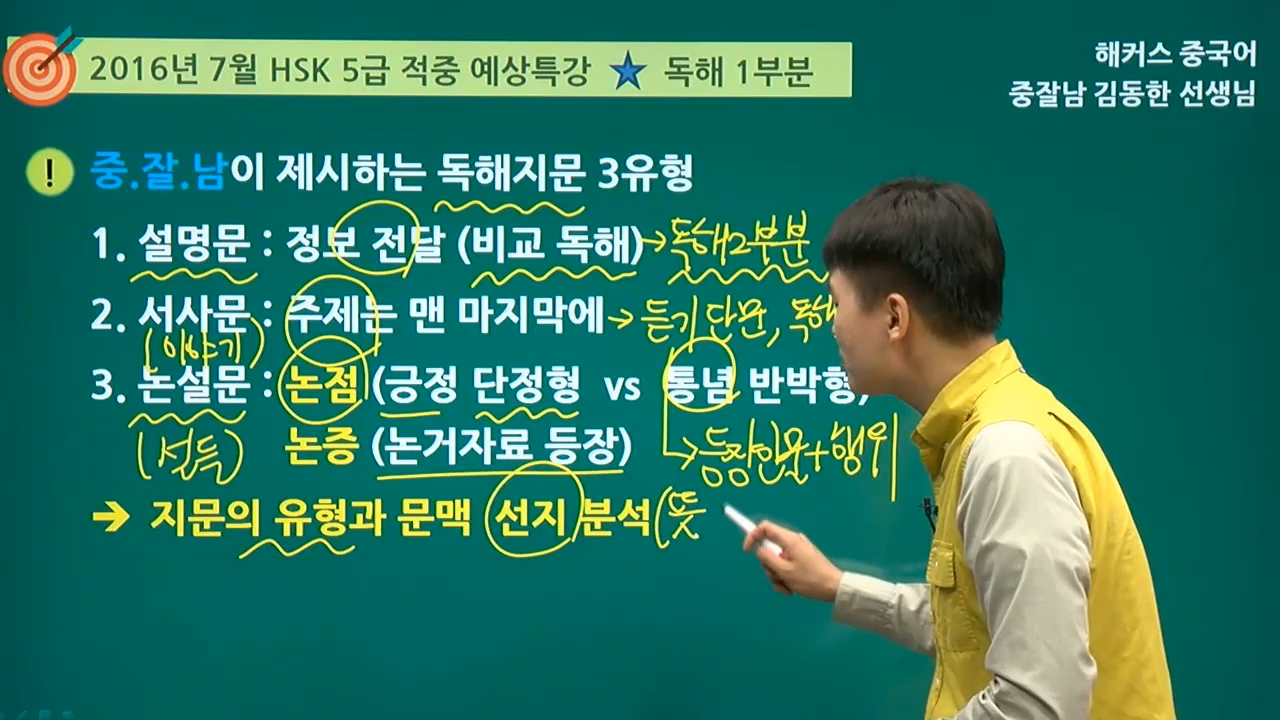 2016년 7월 HSK 5급 적중 예상특강 ★ 독해 1부분
해커스 중국어
중잘남 김동한 선생님
! 중.잘.남이 제시하는 독해지문 3유형
1. 설명문 : 정보 전달 (비교 독해) → 독해2부분
2. 서사문 : 주제는 맨 마지막에 → 듣기 단문, 독해
(이야기)
3. 논설문 : 논점 (긍정 단정형 vs 통념 반박형)
(설득) 논증 (논거자료 등장) → 등장인물+행위
➔ 지문의 유형과 문맥 선지 분석 (뜻